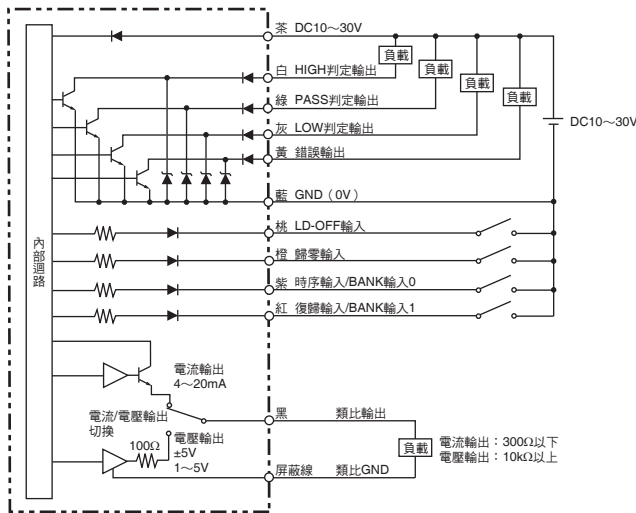 茶 DC10～30V
負載
白 HIGH判定輸出
負載
綠 PASS判定輸出
負載
灰 LOW判定輸出
負載
DC10～30V
黃 錯誤輸出
藍 GND（0V）
桃 LD-OFF輸入
內部迴路
橙 歸零輸入
紫 時序輸入/BANK輸入0
紅 復歸輸入/BANK輸入1
電流輸出
4～20mA
電流/電壓輸出
切換
黑 類比輸出
電壓輸出
±5V
1～5V
100Ω
負載
電流輸出：300Ω以下
電壓輸出：10kΩ以上
屏蔽線 類比GND